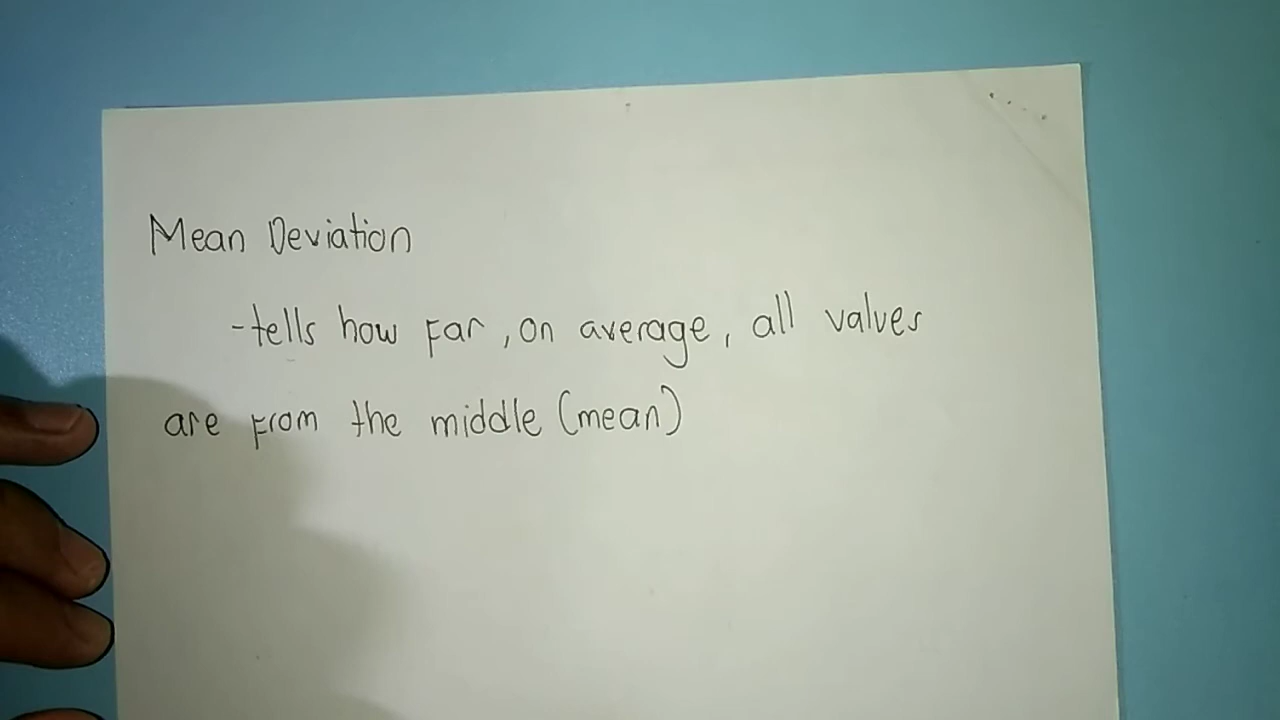 Mean Deviation
-tells how far, on average, all values
are from the middle (mean)